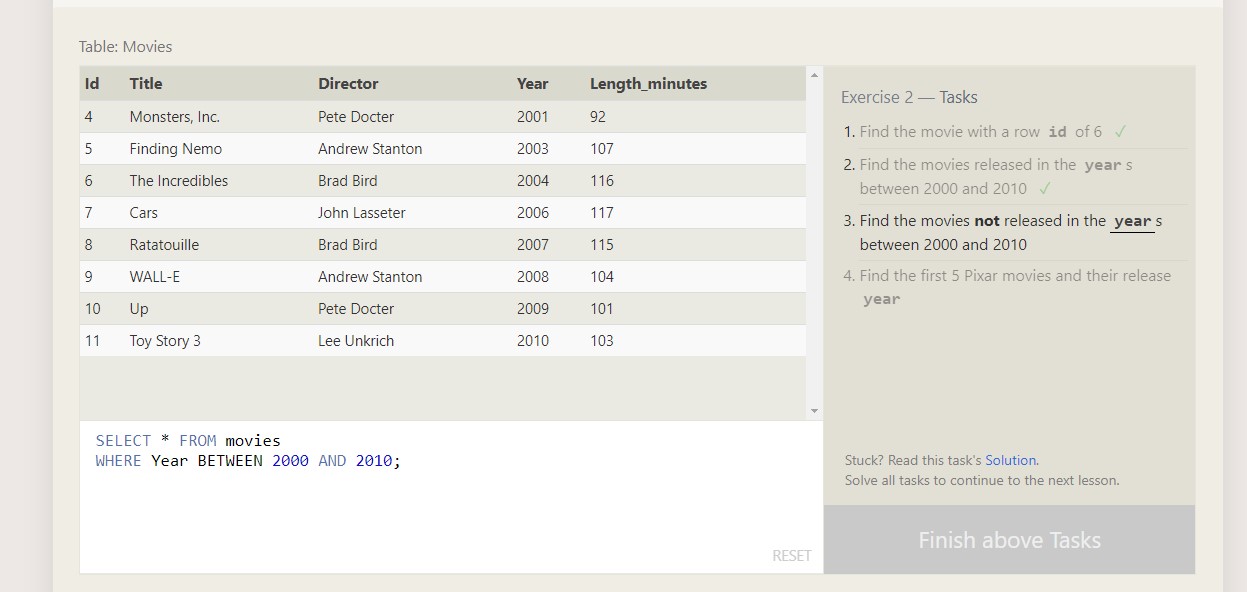 Table: Movies
Id Title Director Year Length_minutes
4 Monsters, Inc. Pete Docter 2001 92
5 Finding Nemo Andrew Stanton 2003 107
6 The Incredibles Brad Bird 2004 116
7 Cars John Lasseter 2006 117
8 Ratatouille Brad Bird 2007 115
9 WALL-E Andrew Stanton 2008 104
10 Up Pete Docter 2009 101
11 Toy Story 3 Lee Unkrich 2010 103
SELECT * FROM movies
WHERE Year BETWEEN 2000 AND 2010;
RESET
Exercise 2 — Tasks
1. Find the movie with a row id of 6 ✓
2. Find the movies released in the year s
between 2000 and 2010 ✓
3. Find the movies not released in the year s
between 2000 and 2010
4. Find the first 5 Pixar movies and their release
year
Stuck? Read this task's Solution.
Solve all tasks to continue to the next lesson.
Finish above Tasks